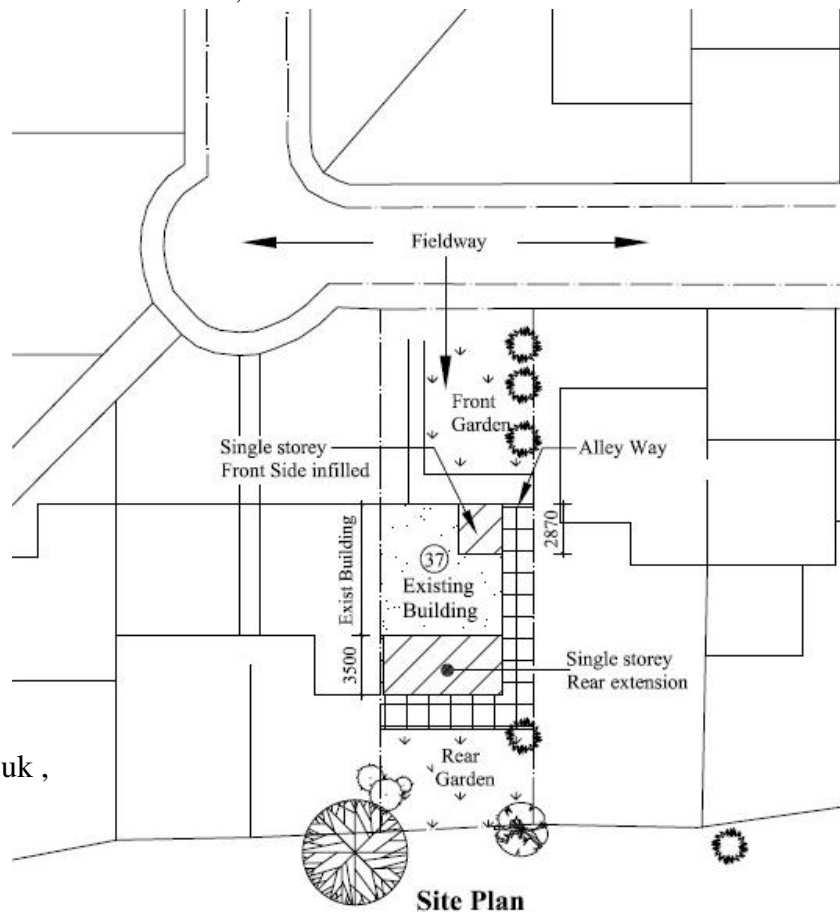 Fieldway
Front
Garden
Single storey
Front Side infilled
Alley Way
2870
Exist Building
37
Existing
Building
3500
Single storey
Rear extension
Rear
Garden
uk ,
Site Plan